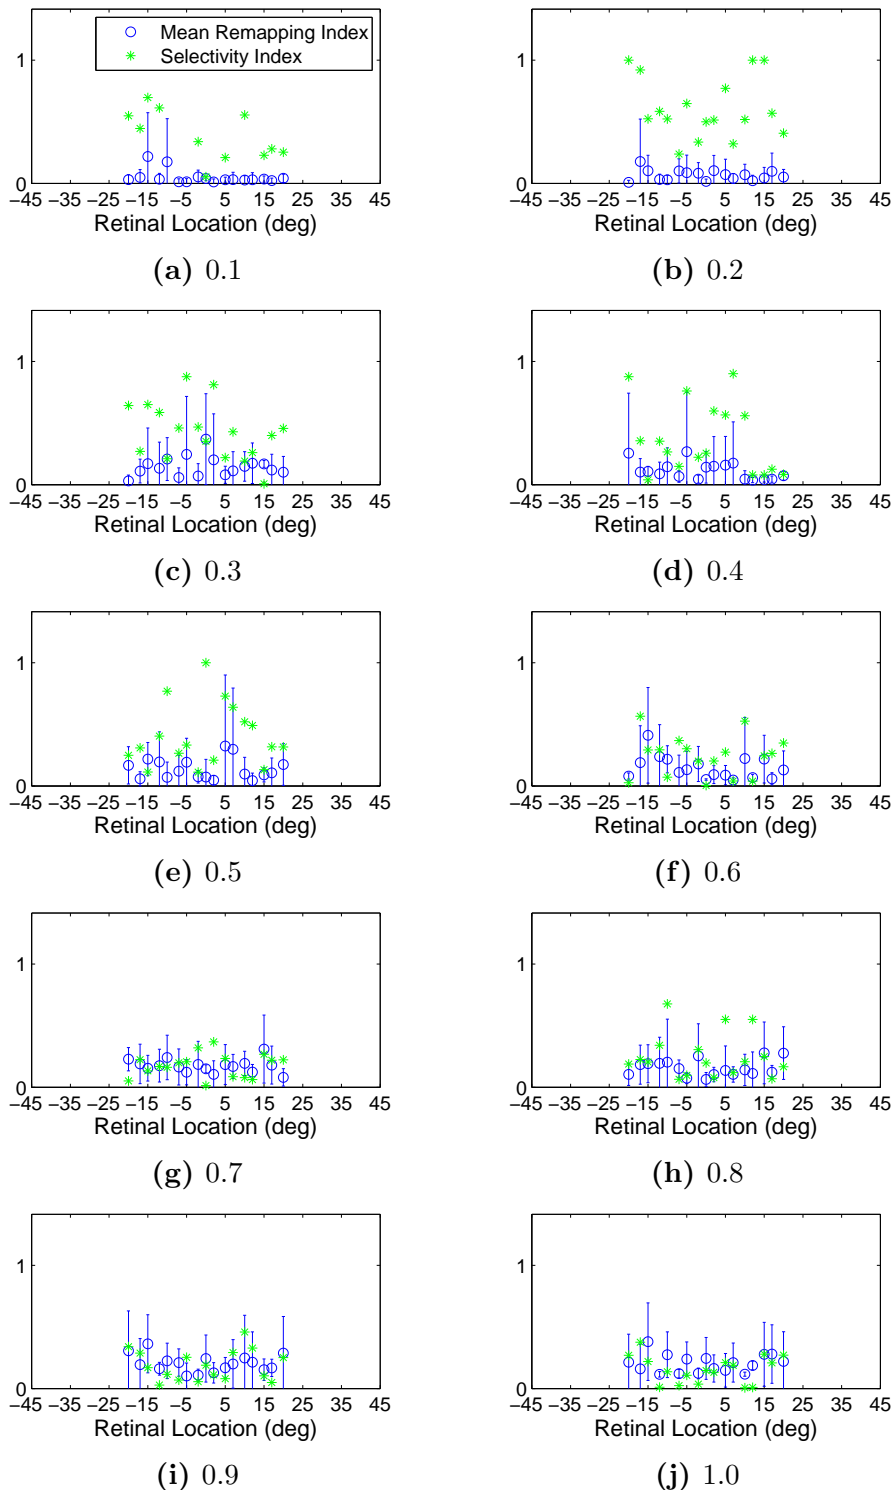 Mean Remapping Index
Selectivity Index
1
0
−45 −35 −25 −15 −5 5 15 25 35 45
Retinal Location (deg)
(a) 0.1
1
0
−45 −35 −25 −15 −5 5 15 25 35 45
Retinal Location (deg)
(b) 0.2
1
0
−45 −35 −25 −15 −5 5 15 25 35 45
Retinal Location (deg)
(c) 0.3
1
0
−45 −35 −25 −15 −5 5 15 25 35 45
Retinal Location (deg)
(d) 0.4
1
0
−45 −35 −25 −15 −5 5 15 25 35 45
Retinal Location (deg)
(e) 0.5
1
0
−45 −35 −25 −15 −5 5 15 25 35 45
Retinal Location (deg)
(f) 0.6
1
0
−45 −35 −25 −15 −5 5 15 25 35 45
Retinal Location (deg)
(g) 0.7
1
0
−45 −35 −25 −15 −5 5 15 25 35 45
Retinal Location (deg)
(h) 0.8
1
0
−45 −35 −25 −15 −5 5 15 25 35 45
Retinal Location (deg)
(i) 0.9
1
0
−45 −35 −25 −15 −5 5 15 25 35 45
Retinal Location (deg)
(j) 1.0